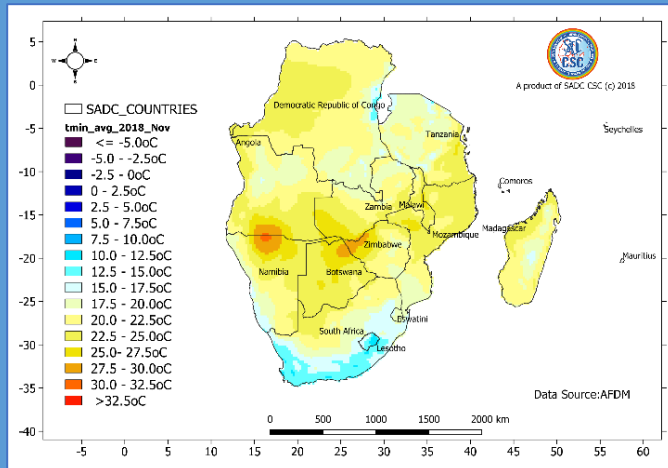 CSC
A product of SADC CSC (c) 2018
SADC_COUNTRIES
tmin_avg_2018_Nov
<= -5.0oC
-5.0 - -2.5oC
-2.5 - 0oC
0 - 2.5oC
2.5 - 5.0oC
5.0 - 7.5oC
7.5 - 10.0oC
10.0 - 12.5oC
12.5 - 15.0oC
15.0 - 17.5oC
17.5 - 20.0oC
20.0 - 22.5oC
22.5 - 25.0oC
25.0- 27.5oC
27.5 - 30.0oC
30.0 - 32.5oC
>32.5oC
Democratic Republic of Congo
Tanzania
Seychelles
Angola
Comoros
Zambia
Malawi
Madagascar
Mozambique
Zimbabwe
Mauritius
Namibia
Botswana
Eswatini
South Africa
Lesotho
Data Source:AFDM
0 500 1000 1500 2000 km
5
0
-5
-10
-15
-20
-25
-30
-35
-40
-5 0 5 10 15 20 25 30 35 40 45 50 55 60